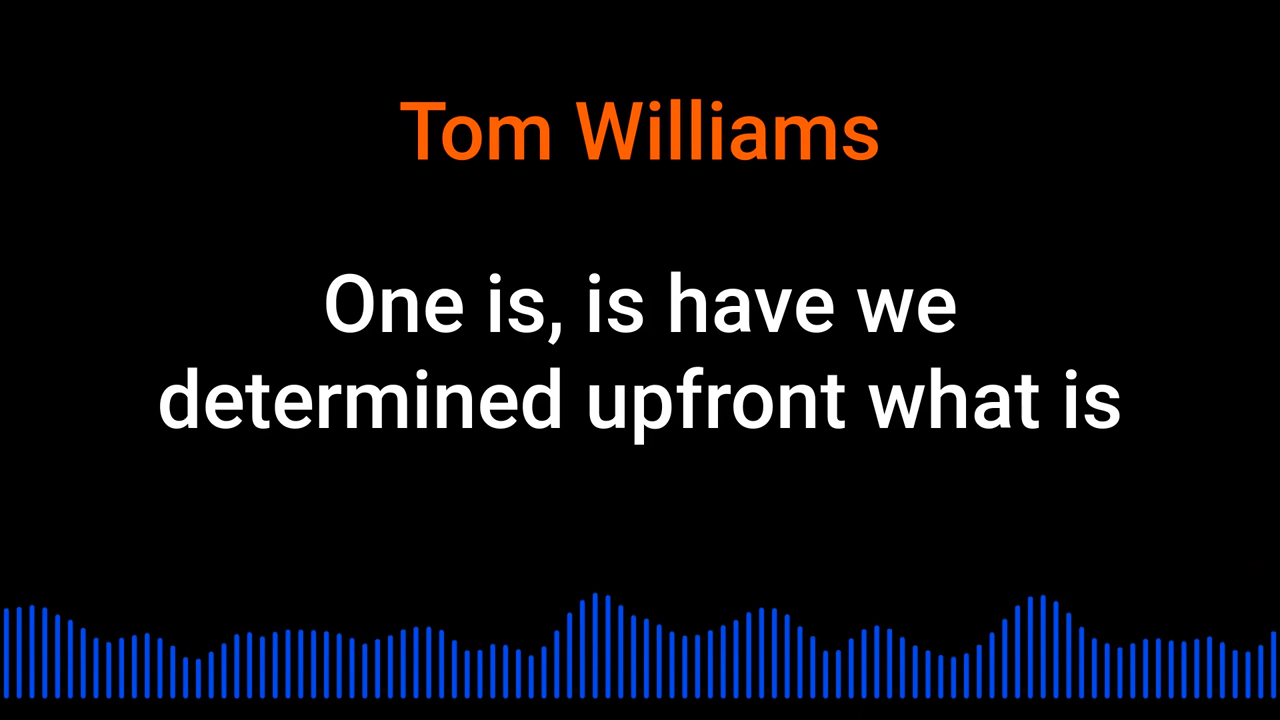 Tom Williams
One is, is have we
determined upfront what is